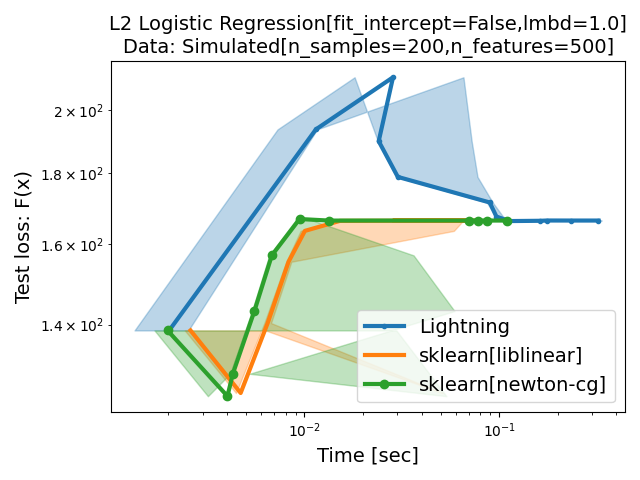 L2 Logistic Regression[fit_intercept=False,lmbd=1.0]
Data: Simulated[n_samples=200,n_features=500]
Test loss: F(x)
2 × 10²
1.8 × 10²
1.6 × 10²
1.4 × 10²
Lightning
sklearn[liblinear]
sklearn[newton-cg]
10⁻² 10⁻¹
Time [sec]